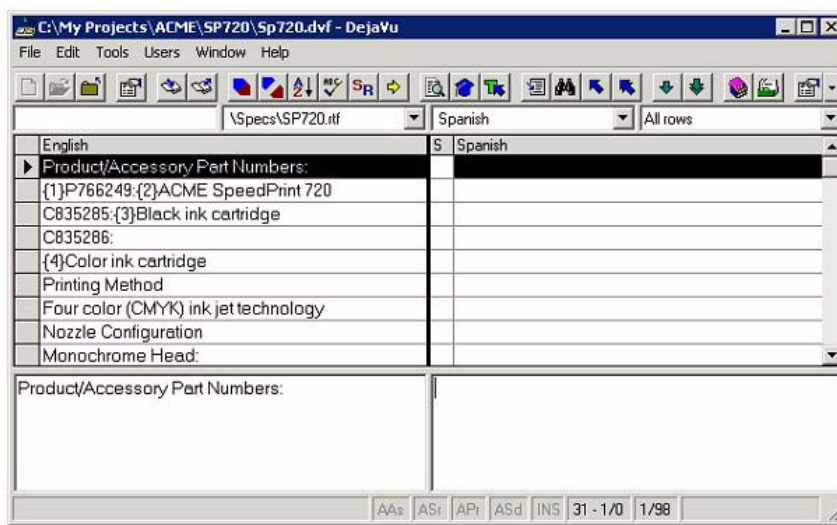 C:\My Projects\ACME\SP720\Sp720.dvf - DejaVu
File Edit Tools Users Window Help
\Specs\SP720.rtf Spanish All rows
English S Spanish
Product/Accessory Part Numbers:
{1}P766249:{2}ACME SpeedPrint 720
C835285:{3}Black ink cartridge
C835286:
{4}Color ink cartridge
Printing Method
Four color (CMYK) ink jet technology
Nozzle Configuration
Monochrome Head:
Product/Accessory Part Numbers:
AAs ASr APr ASd INS 31 - 1/0 1/98